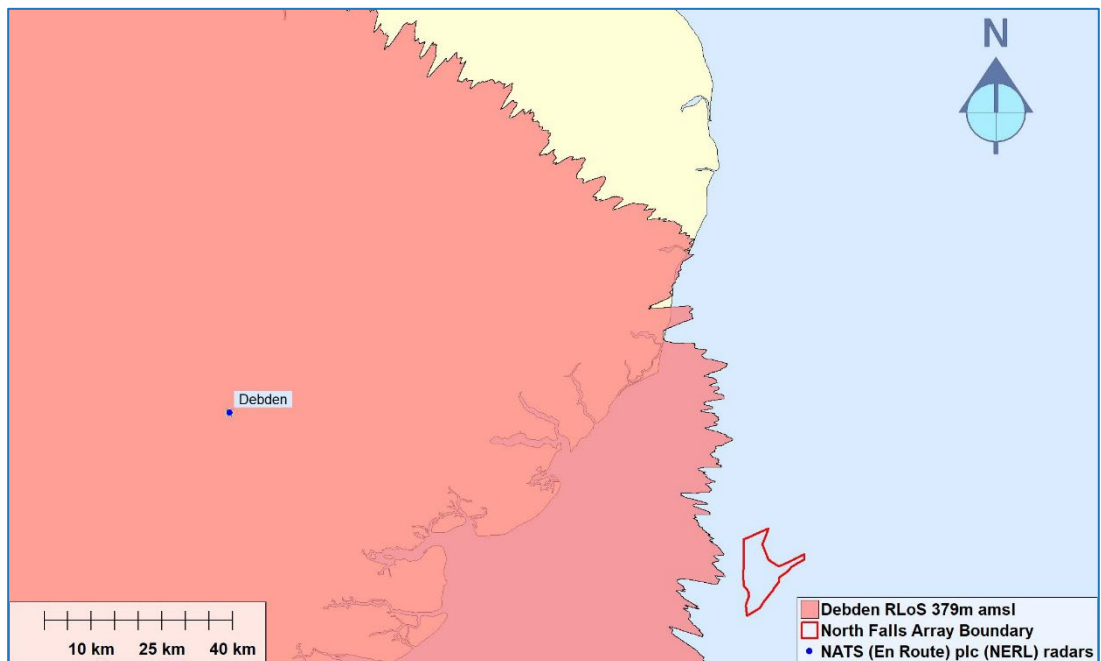 N
Debden
10 km 25 km 40 km
Debden RLoS 379m amsl
North Falls Array Boundary
NATS (En Route) plc (NERL) radars